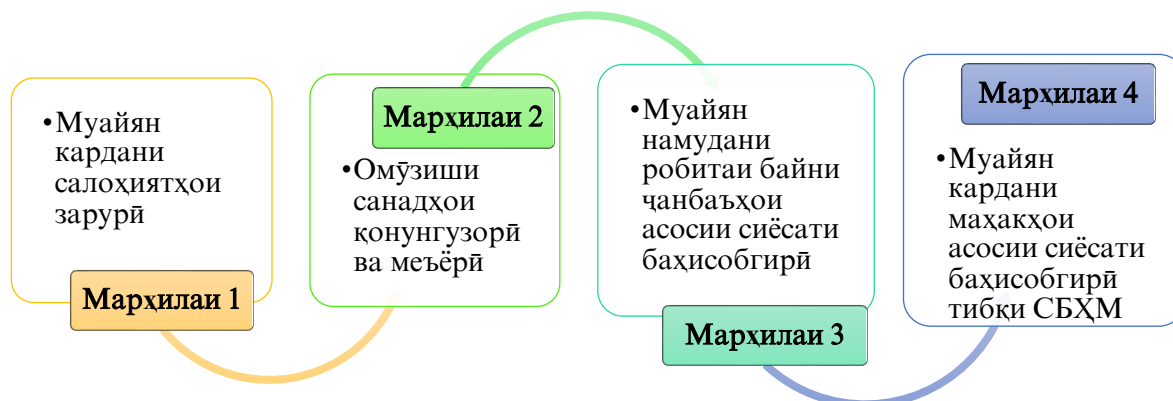 •Муайян
кардани
салоҳиятҳои
зарурӣ
Марҳилаи 1
Марҳилаи 2
•Омӯзиши
санадҳои
қонунгузорӣ
ва меъёрӣ
•Муайян
намудани
робитаи байни
ҷанбаъҳои
асосии сиёсати
баҳисобгирӣ
Марҳилаи 3
Марҳилаи 4
•Муайян
кардани
маҳакҳои
асосии сиёсати
баҳисобгирӣ
тибқи СБҲМ